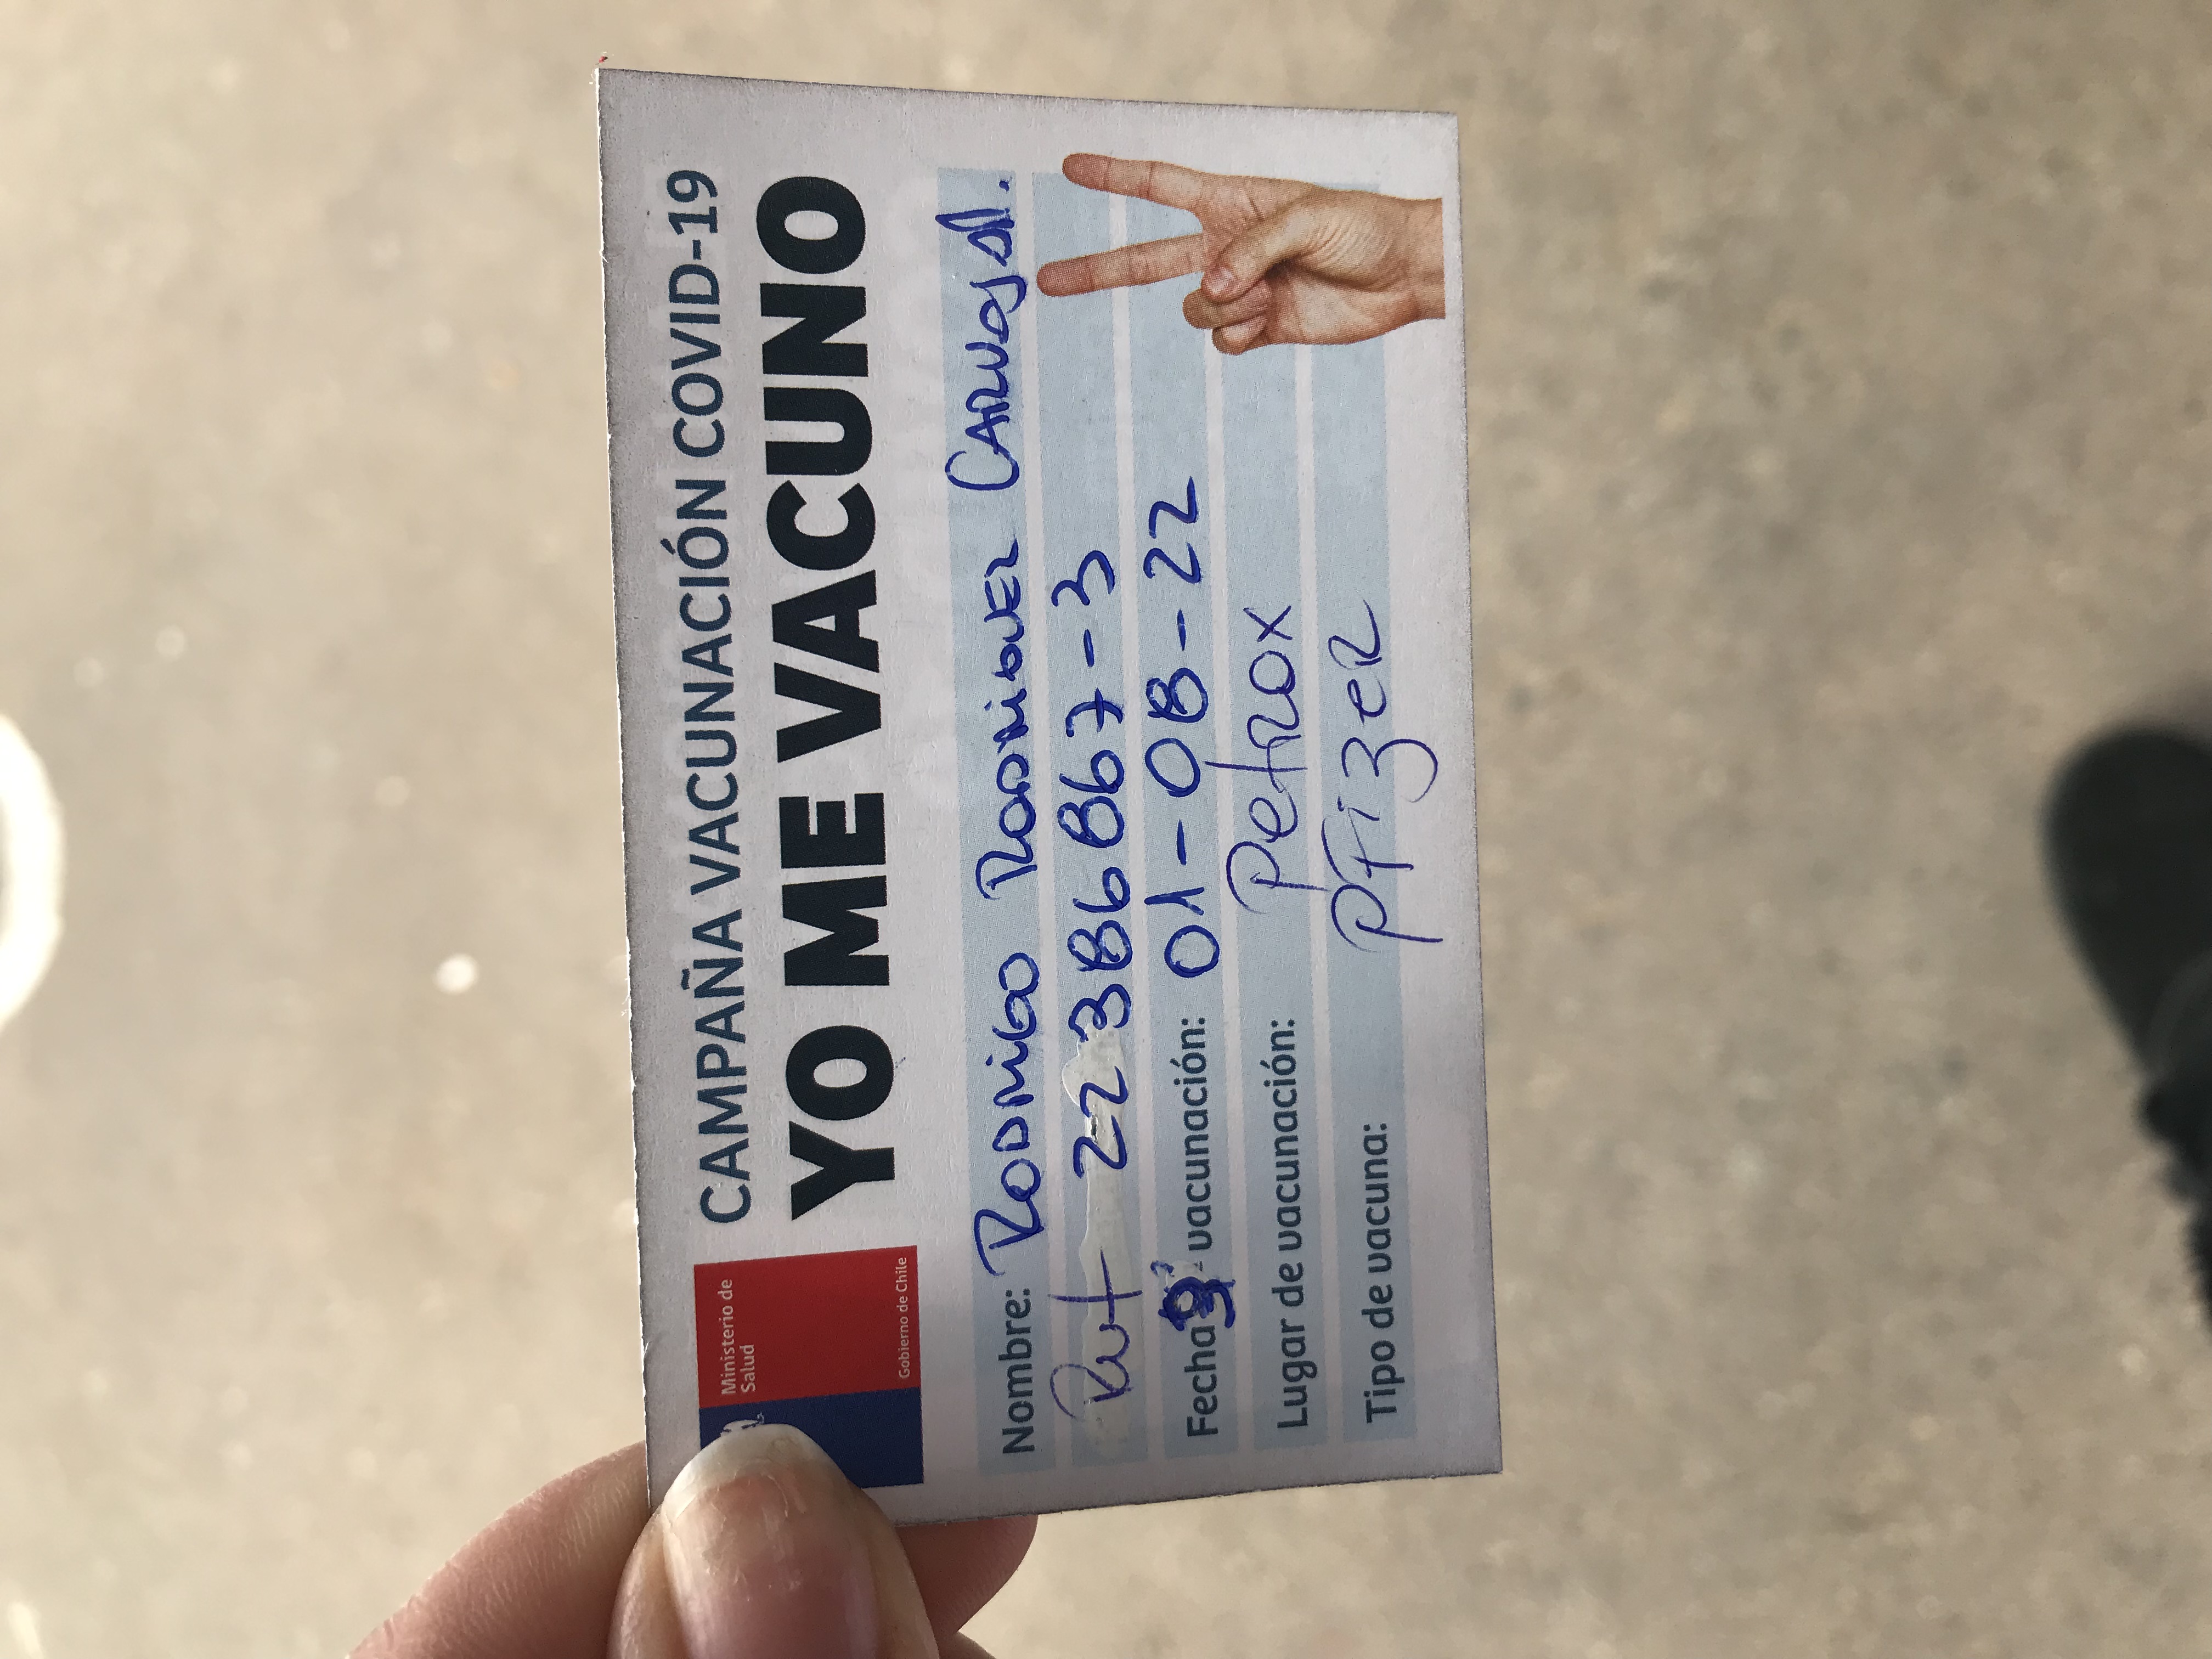 CAMPAÑA VACUNACIÓN COVID-19
YO ME VACUNO
Ministerio de
Salud
Gobierno de Chile
Nombre: Rodrigo Rodriguez Carvajal.
Rut 22386867-3
Fecha vacunación: 01-08-22
Lugar de vacunación: Petrox
Tipo de vacuna: Pfizer